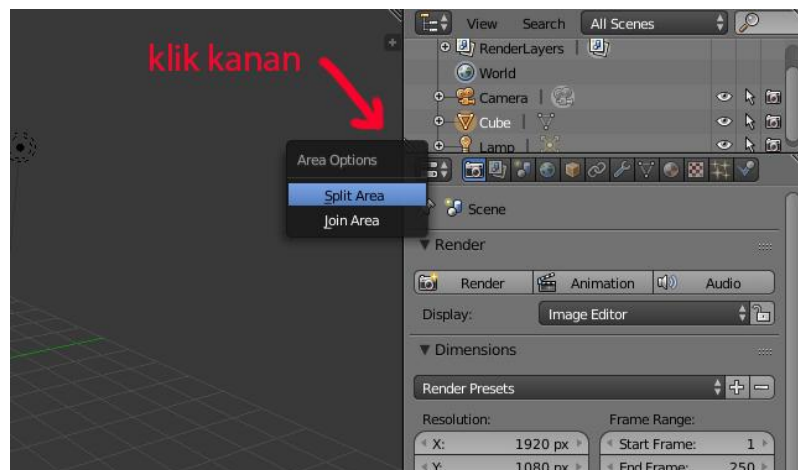 View Search All Scenes
RenderLayers
World
Camera
Cube
Lamp
klik kanan
Area Options
Split Area
Join Area
Scene
Render
Render Animation Audio
Display: Image Editor
Dimensions
Render Presets
Resolution: Frame Range:
X: 1920 px Start Frame: 1
Y: 1080 px End Frame: 250